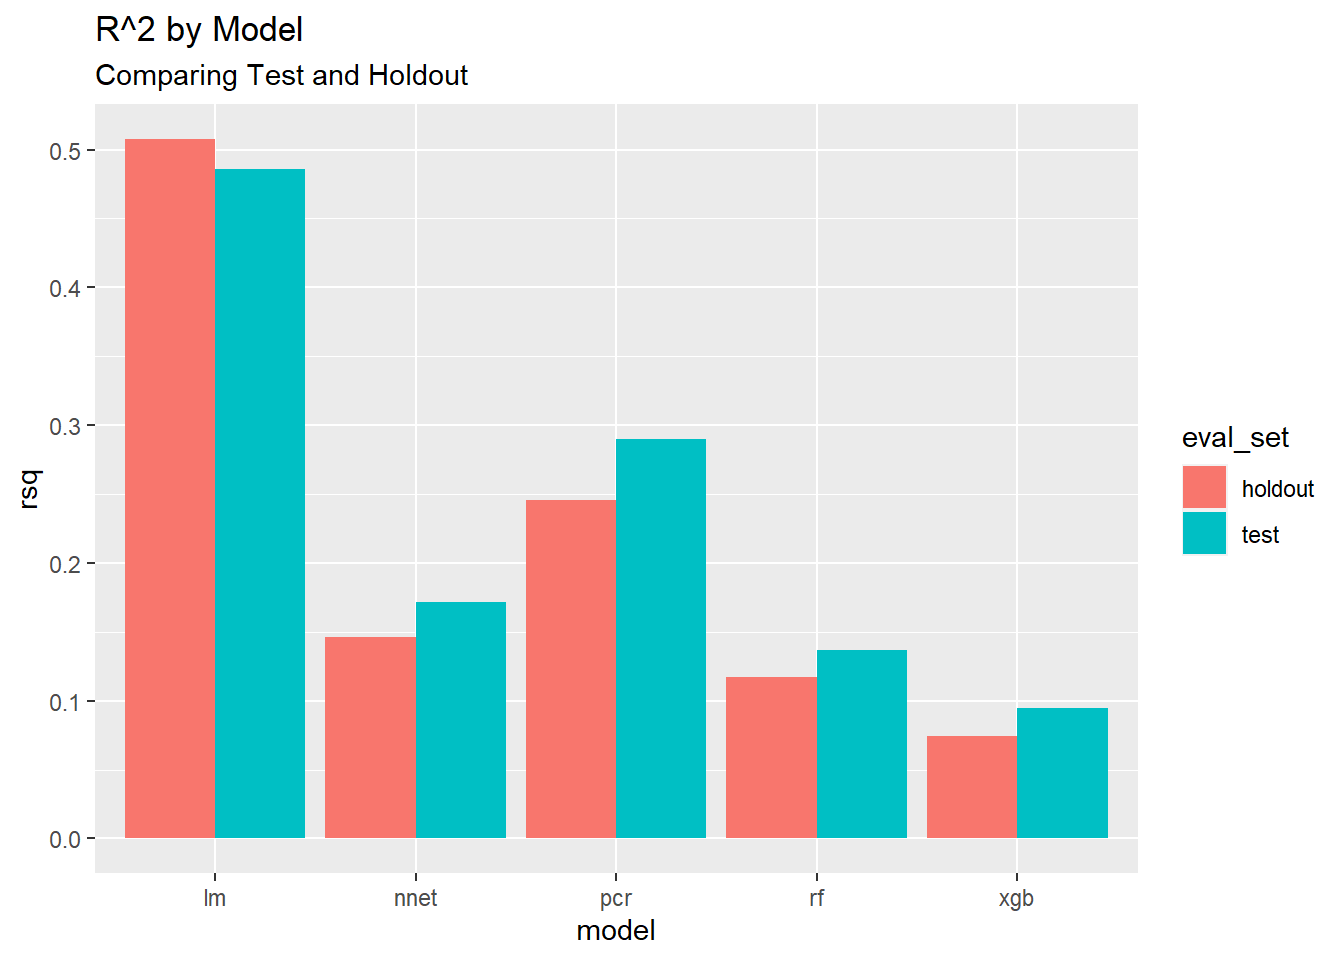 R^2 by Model
Comparing Test and Holdout
0.5
0.4
0.3
0.2
0.1
0.0
rsq
lm nnet pcr rf xgb
model
eval_set
holdout
test